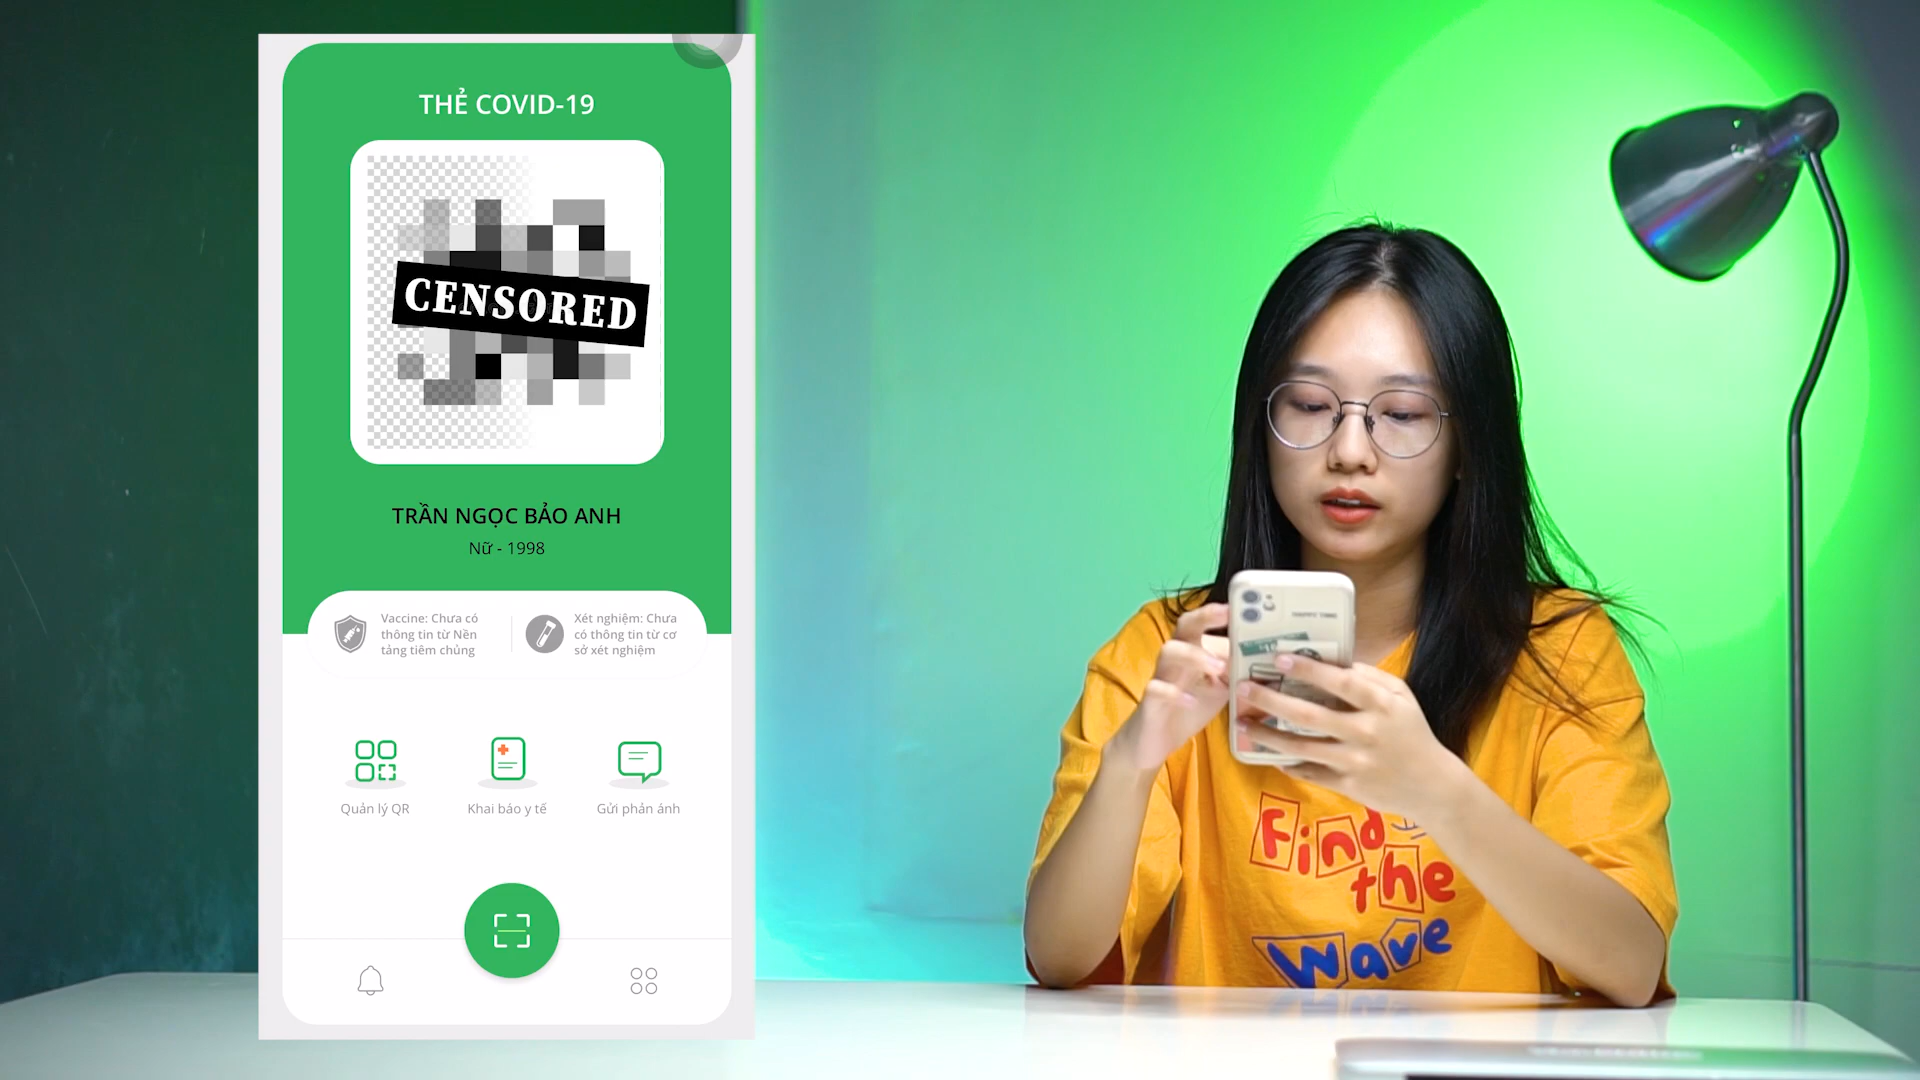 THẺ COVID-19
CENSORED
TRẦN NGỌC BẢO ANH
Nữ - 1998
Vaccine: Chưa có
thông tin từ Nền
tảng tiêm chủng
Xét nghiệm: Chưa
có thông tin từ cơ
sở xét nghiệm
Quản lý QR
Khai báo y tế
Gửi phản ánh
Find
the
Wave